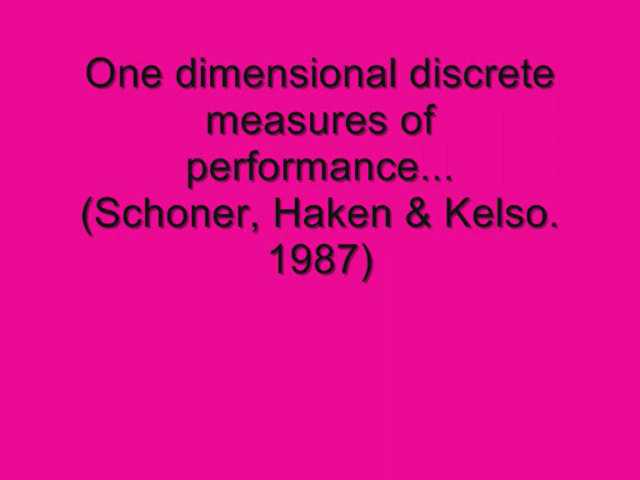 One dimensional discrete
measures of
performance...
(Schoner, Haken & Kelso.
1987)